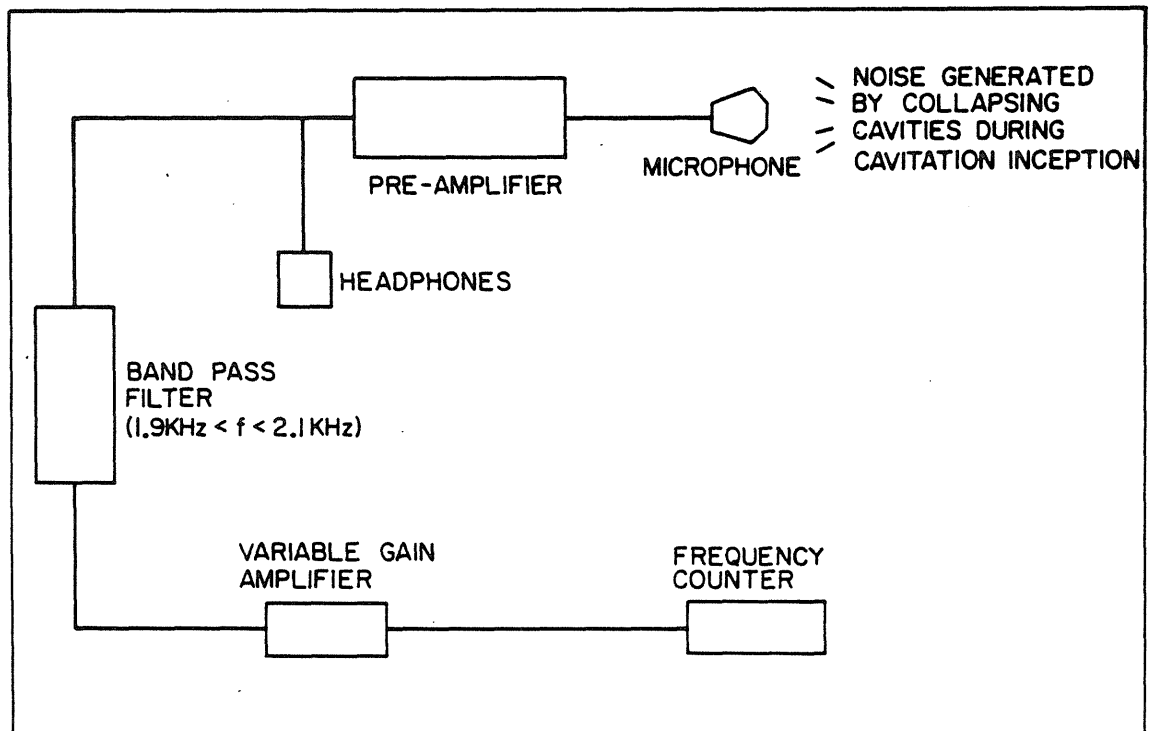 NOISE GENERATED
BY COLLAPSING
CAVITIES DURING
CAVITATION INCEPTION
MICROPHONE
PRE-AMPLIFIER
HEADPHONES
BAND PASS
FILTER
(1.9KHz < f < 2.1KHz)
VARIABLE GAIN
AMPLIFIER
FREQUENCY
COUNTER